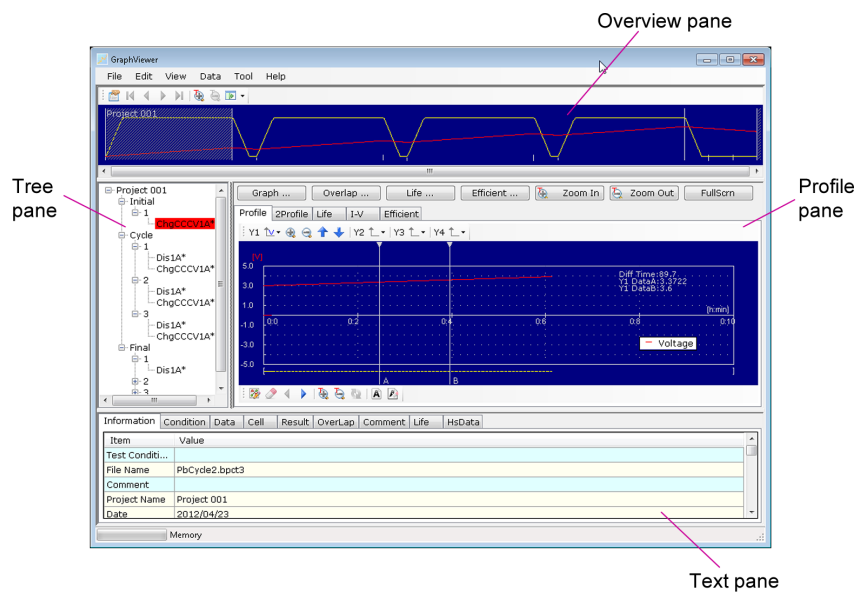 Overview pane
GraphViewer
File Edit View Data Tool Help
Project 001
Tree
pane
Profile
pane
Project 001
Initial
1
ChgCCCV1A*
Cycle
1
Dis1A*
ChgCCCV1A*
2
Dis1A*
ChgCCCV1A*
3
Dis1A*
ChgCCCV1A*
Final
1
Dis1A*
2
3
Graph ... Overlap ... Life ... Efficient ... Zoom In Zoom Out FullScrn
Profile 2Profile Life I-V Efficient
Y1 Y2 Y3 Y4
[V]
5.0
3.0
1.0
-1.0
-3.0
-5.0
Diff Time:89.7
Y1 DataA:3.3722
Y1 DataB:3.6
[h:min]
0:0 0:2 0:4 0:6 0:8 0:10
Voltage
A B
Information Condition Data Cell Result OverLap Comment Life HsData
Item Value
Test Conditi...
File Name PbCycle2.bpct3
Comment
Project Name Project 001
Date 2012/04/23
Memory
Text pane